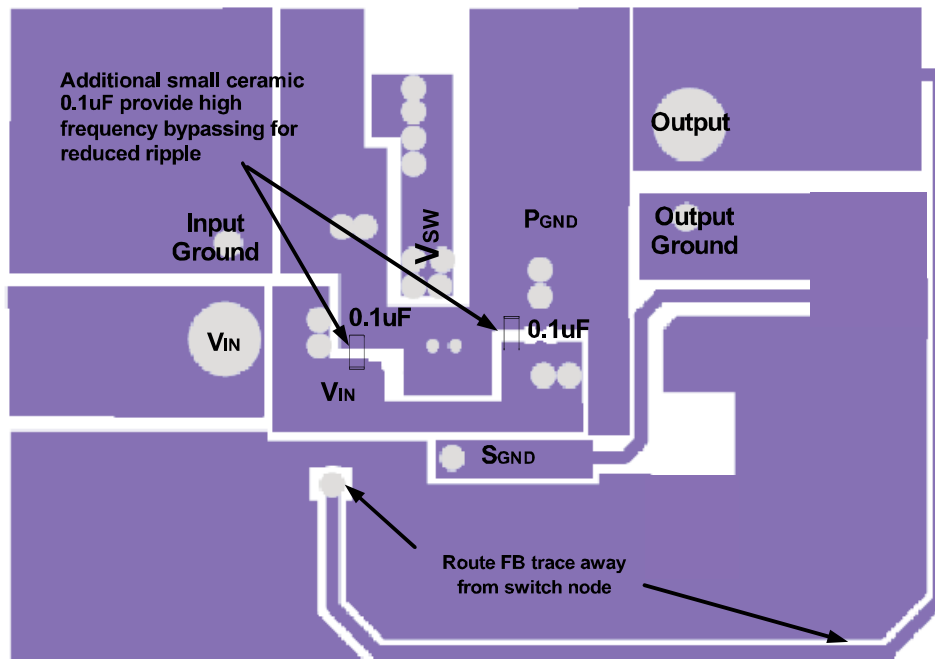 Additional small ceramic
0.1uF provide high
frequency bypassing for
reduced ripple
Output
Input
Ground
VSW
PGND
Output
Ground
0.1uF
0.1uF
VIN
VIN
SGND
Route FB trace away
from switch node